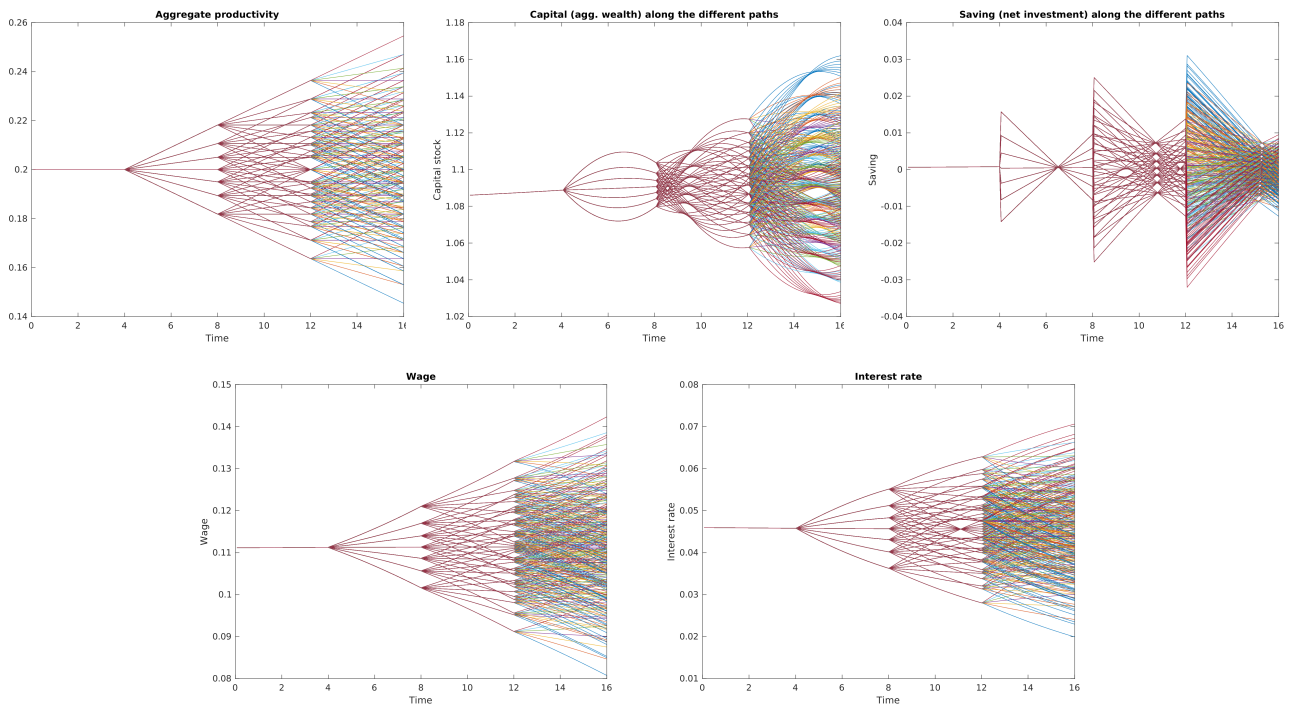 Aggregate productivity
0.26
0.24
0.22
0.2
0.18
0.16
0.14
0 2 4 6 8 10 12 14 16
Time
Capital (agg. wealth) along the different paths
1.18
1.16
1.14
1.12
1.1
1.08
1.06
1.04
1.02
Capital stock
0 2 4 6 8 10 12 14 16
Time
Saving (net investment) along the different paths
0.04
0.03
0.02
0.01
0
-0.01
-0.02
-0.03
-0.04
Saving
0 2 4 6 8 10 12 14 16
Time
Wage
0.15
0.14
0.13
0.12
0.11
0.1
0.09
0.08
Wage
0 2 4 6 8 10 12 14 16
Time
Interest rate
0.08
0.07
0.06
0.05
0.04
0.03
0.02
0.01
Interest rate
0 2 4 6 8 10 12 14 16
Time